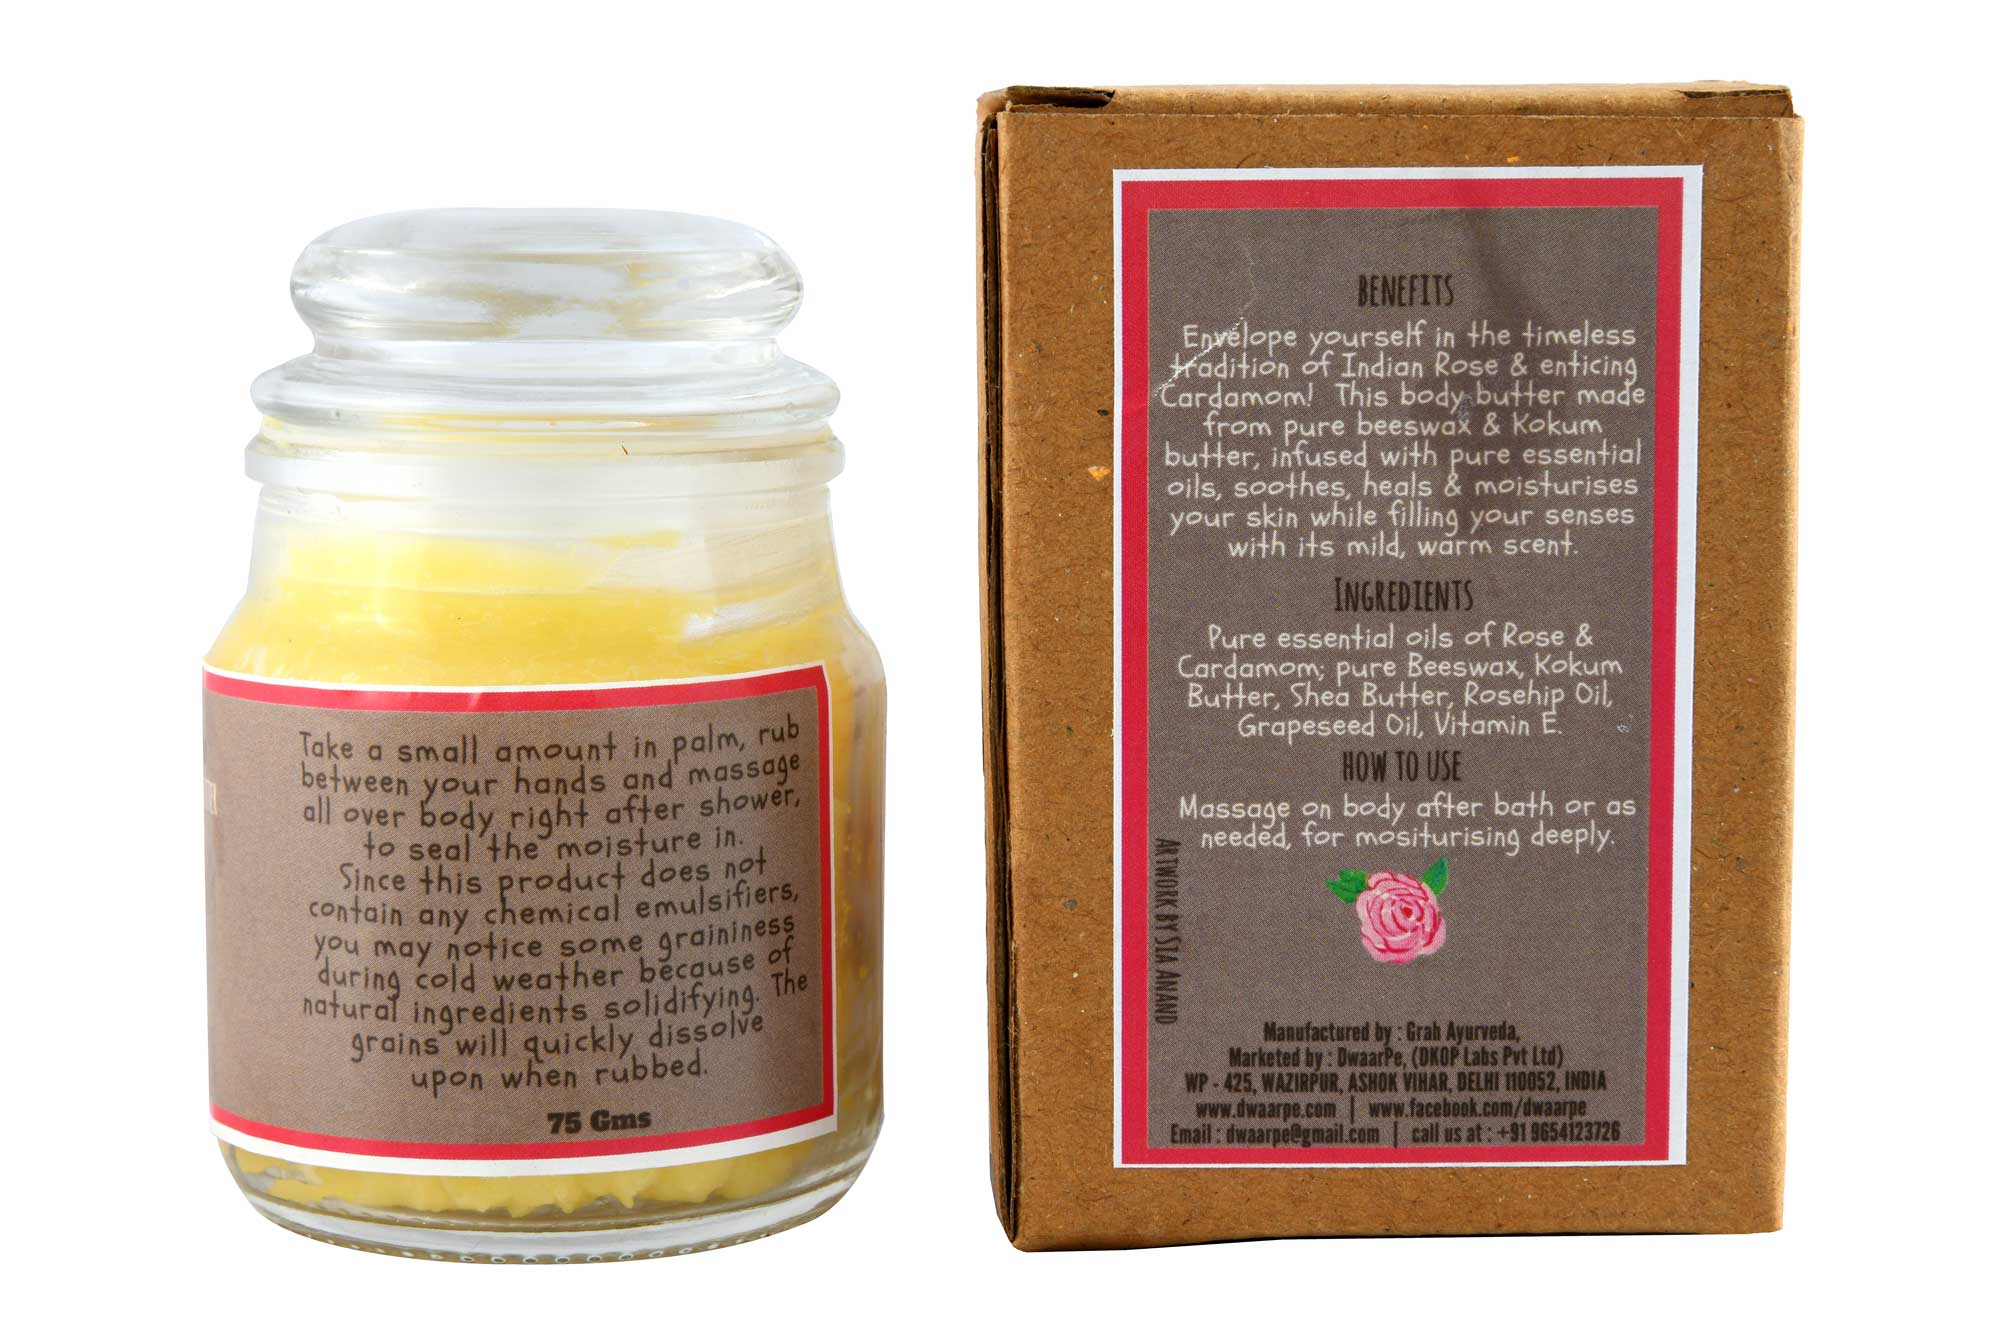 Take a small amount in palm, rub
between your hands and massage
all over body right after shower,
to seal the moisture in.
Since this product does not
contain any chemical emulsifiers,
you may notice some graininess
during cold weather because of
natural ingredients solidifying. The
grains will quickly dissolve
upon when rubbed.
75 Gms
BENEFITS
Envelope yourself in the timeless
tradition of Indian Rose & enticing
Cardamom! This body butter made
from pure beeswax & Kokum
butter, infused with pure essential
oils, soothes, heals & moisturises
your skin while filling your senses
with its mild, warm scent.
INGREDIENTS
Pure essential oils of Rose &
Cardamom; pure Beeswax, Kokum
Butter, Shea Butter, Rosehip Oil,
Grapeseed Oil, Vitamin E.
HOW TO USE
Massage on body after bath or as
needed, for mositurising deeply.
ARTWORK BY SIA ANAND
Manufactured by : Grah Ayurveda,
Marketed by : DwaarPe, (DKOP Labs Pvt Ltd)
WP - 425, WAZIRPUR, ASHOK VIHAR, DELHI 110052, INDIA
www.dwaarpe.com | www.facebook.com/dwaarpe
Email : dwaarpe@gmail.com | call us at : +91 9654123726